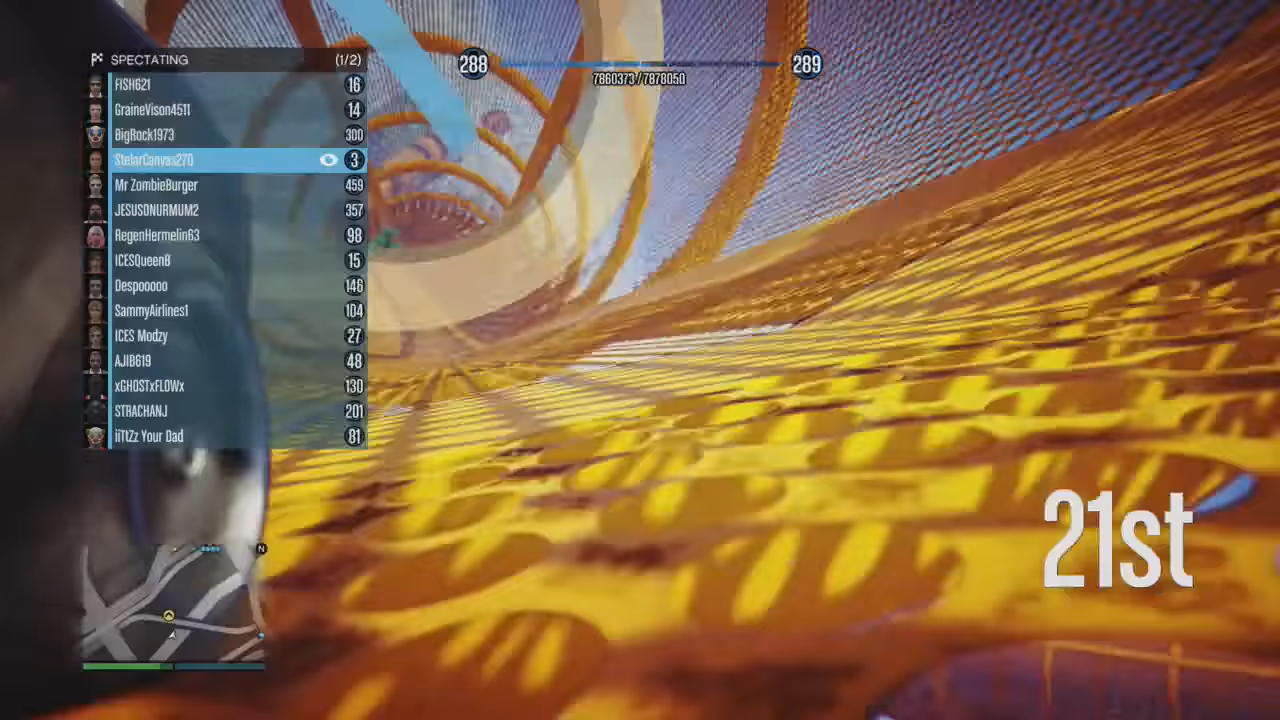 SPECTATING (1/2)
FISH621 16
GraineVison4511 14
BigRock1973 300
StelarCanvas270 3
Mr ZombieBurger 459
JESUSONURMUM2 357
RegenHermelin63 98
ICESQueen8 15
Despooooo 146
SammyAirlines1 104
ICES Modzy 27
AJIB619 48
xGHOSTxFLOWx 130
STRACHANJ 201
iiTtZz Your Dad 81
288 289
7860373 / 7878050
21st
N